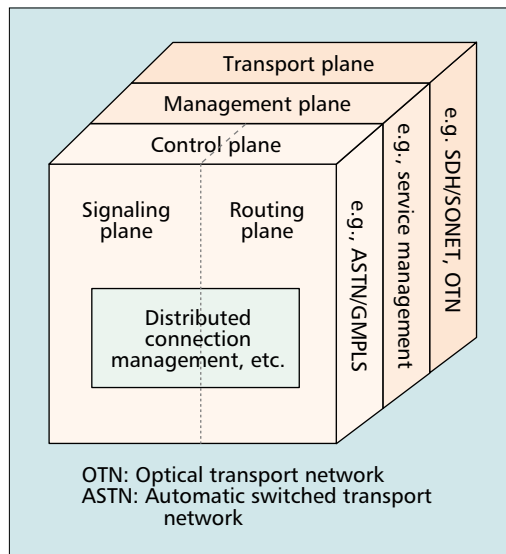 Transport plane
Management plane
Control plane
Signaling
plane
Routing
plane
Distributed
connection
management, etc.
e.g., ASTN/GMPLS
e.g., service management
e.g. SDH/SONET, OTN
OTN: Optical transport network
ASTN: Automatic switched transport
network